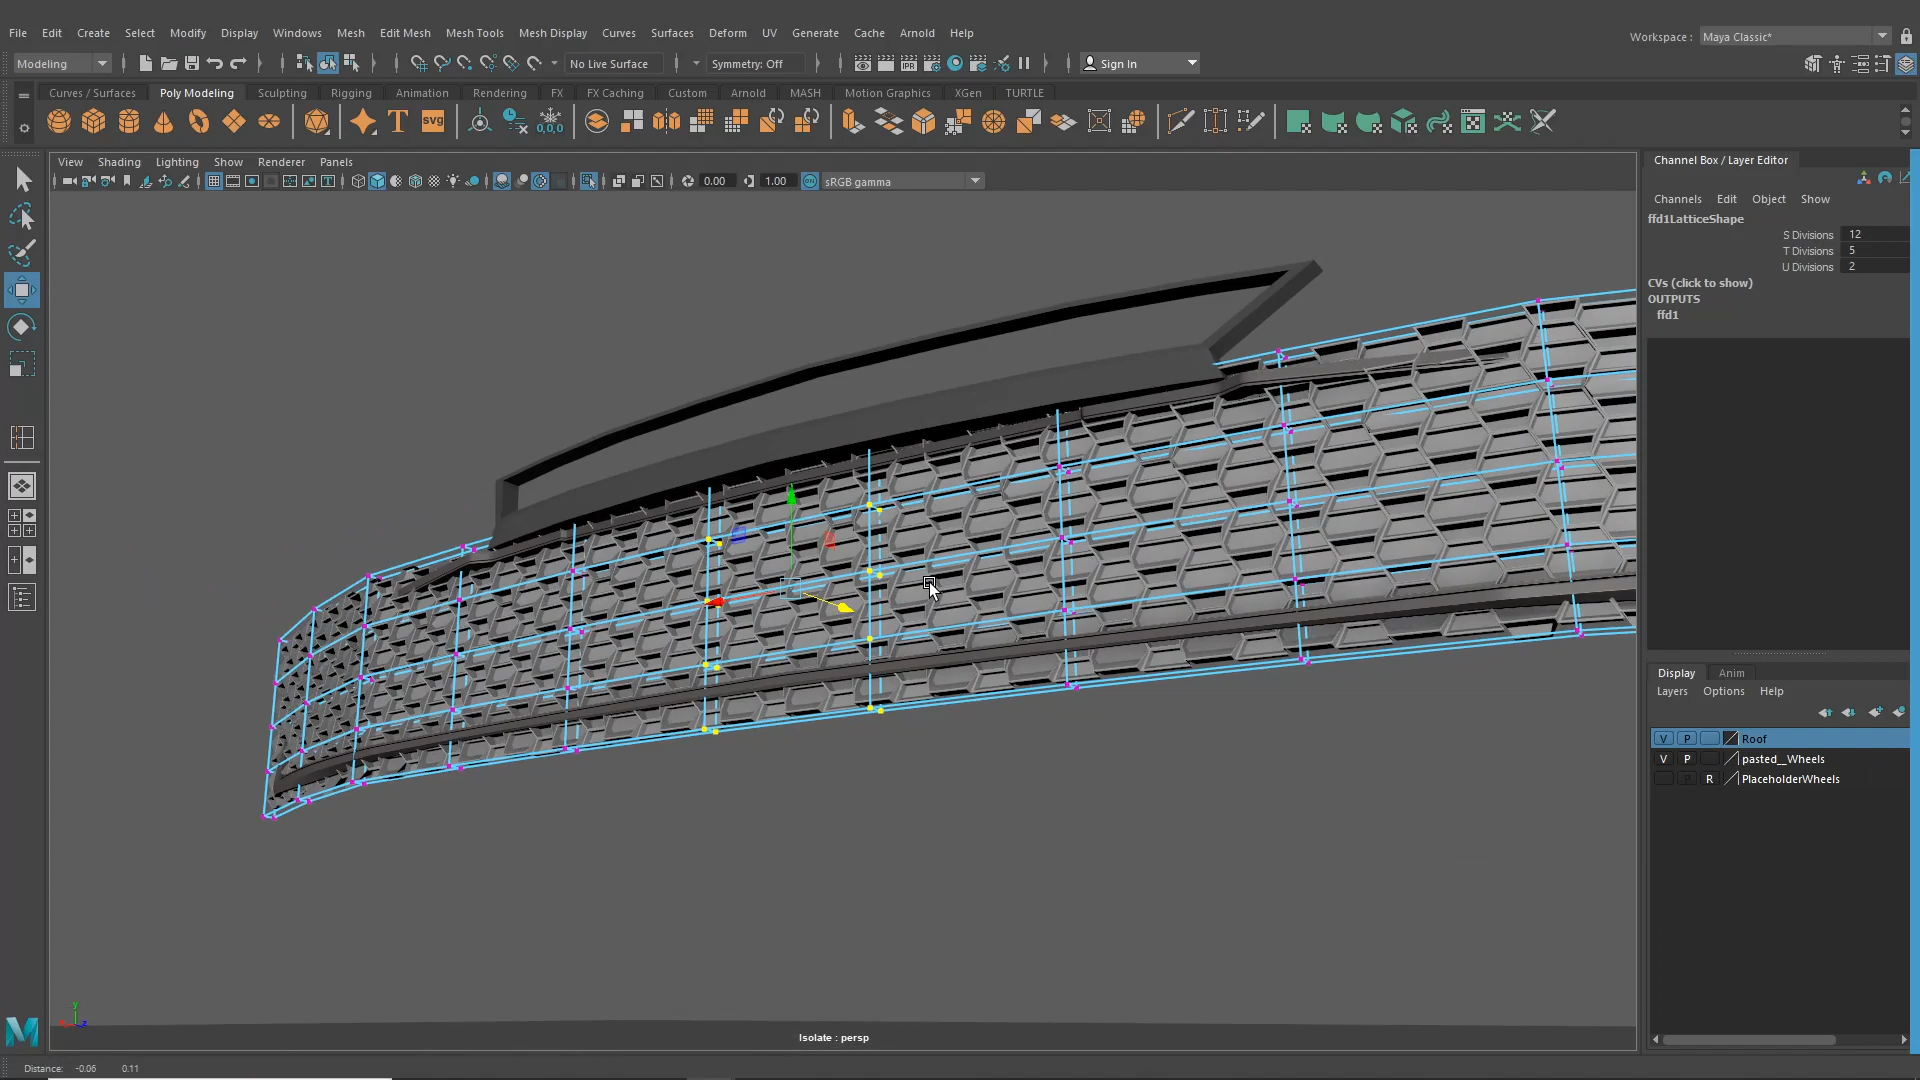 File Edit Create Select Modify Display Windows Mesh Edit Mesh Mesh Tools Mesh Display Curves Surfaces Deform UV Generate Cache Arnold Help
Workspace : Maya Classic*
Modeling No Live Surface Symmetry: Off Sign In
Curves / Surfaces Poly Modeling Sculpting Rigging Animation Rendering FX FX Caching Custom Arnold MASH Motion Graphics XGen TURTLE
T svg 0,0,0
View Shading Lighting Show Renderer Panels
0.00 1.00 ON sRGB gamma
Channel Box / Layer Editor
Channels Edit Object Show
ffd1LatticeShape
S Divisions 12
T Divisions 5
U Divisions 2
CVs (click to show)
OUTPUTS
ffd1
Display Anim
Layers Options Help
V P Roof
V P pasted__Wheels
P R PlaceholderWheels
y
z
Isolate : persp
M
Distance: -0.06 0.11